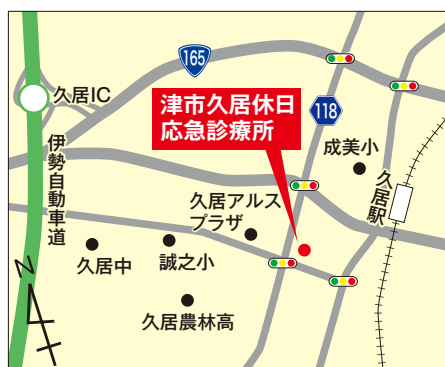 165
久居IC
津市久居休日
応急診療所
118
成美小
伊勢自動車道
久居駅
久居アルス
プラザ
久居中
誠之小
久居農林高
N